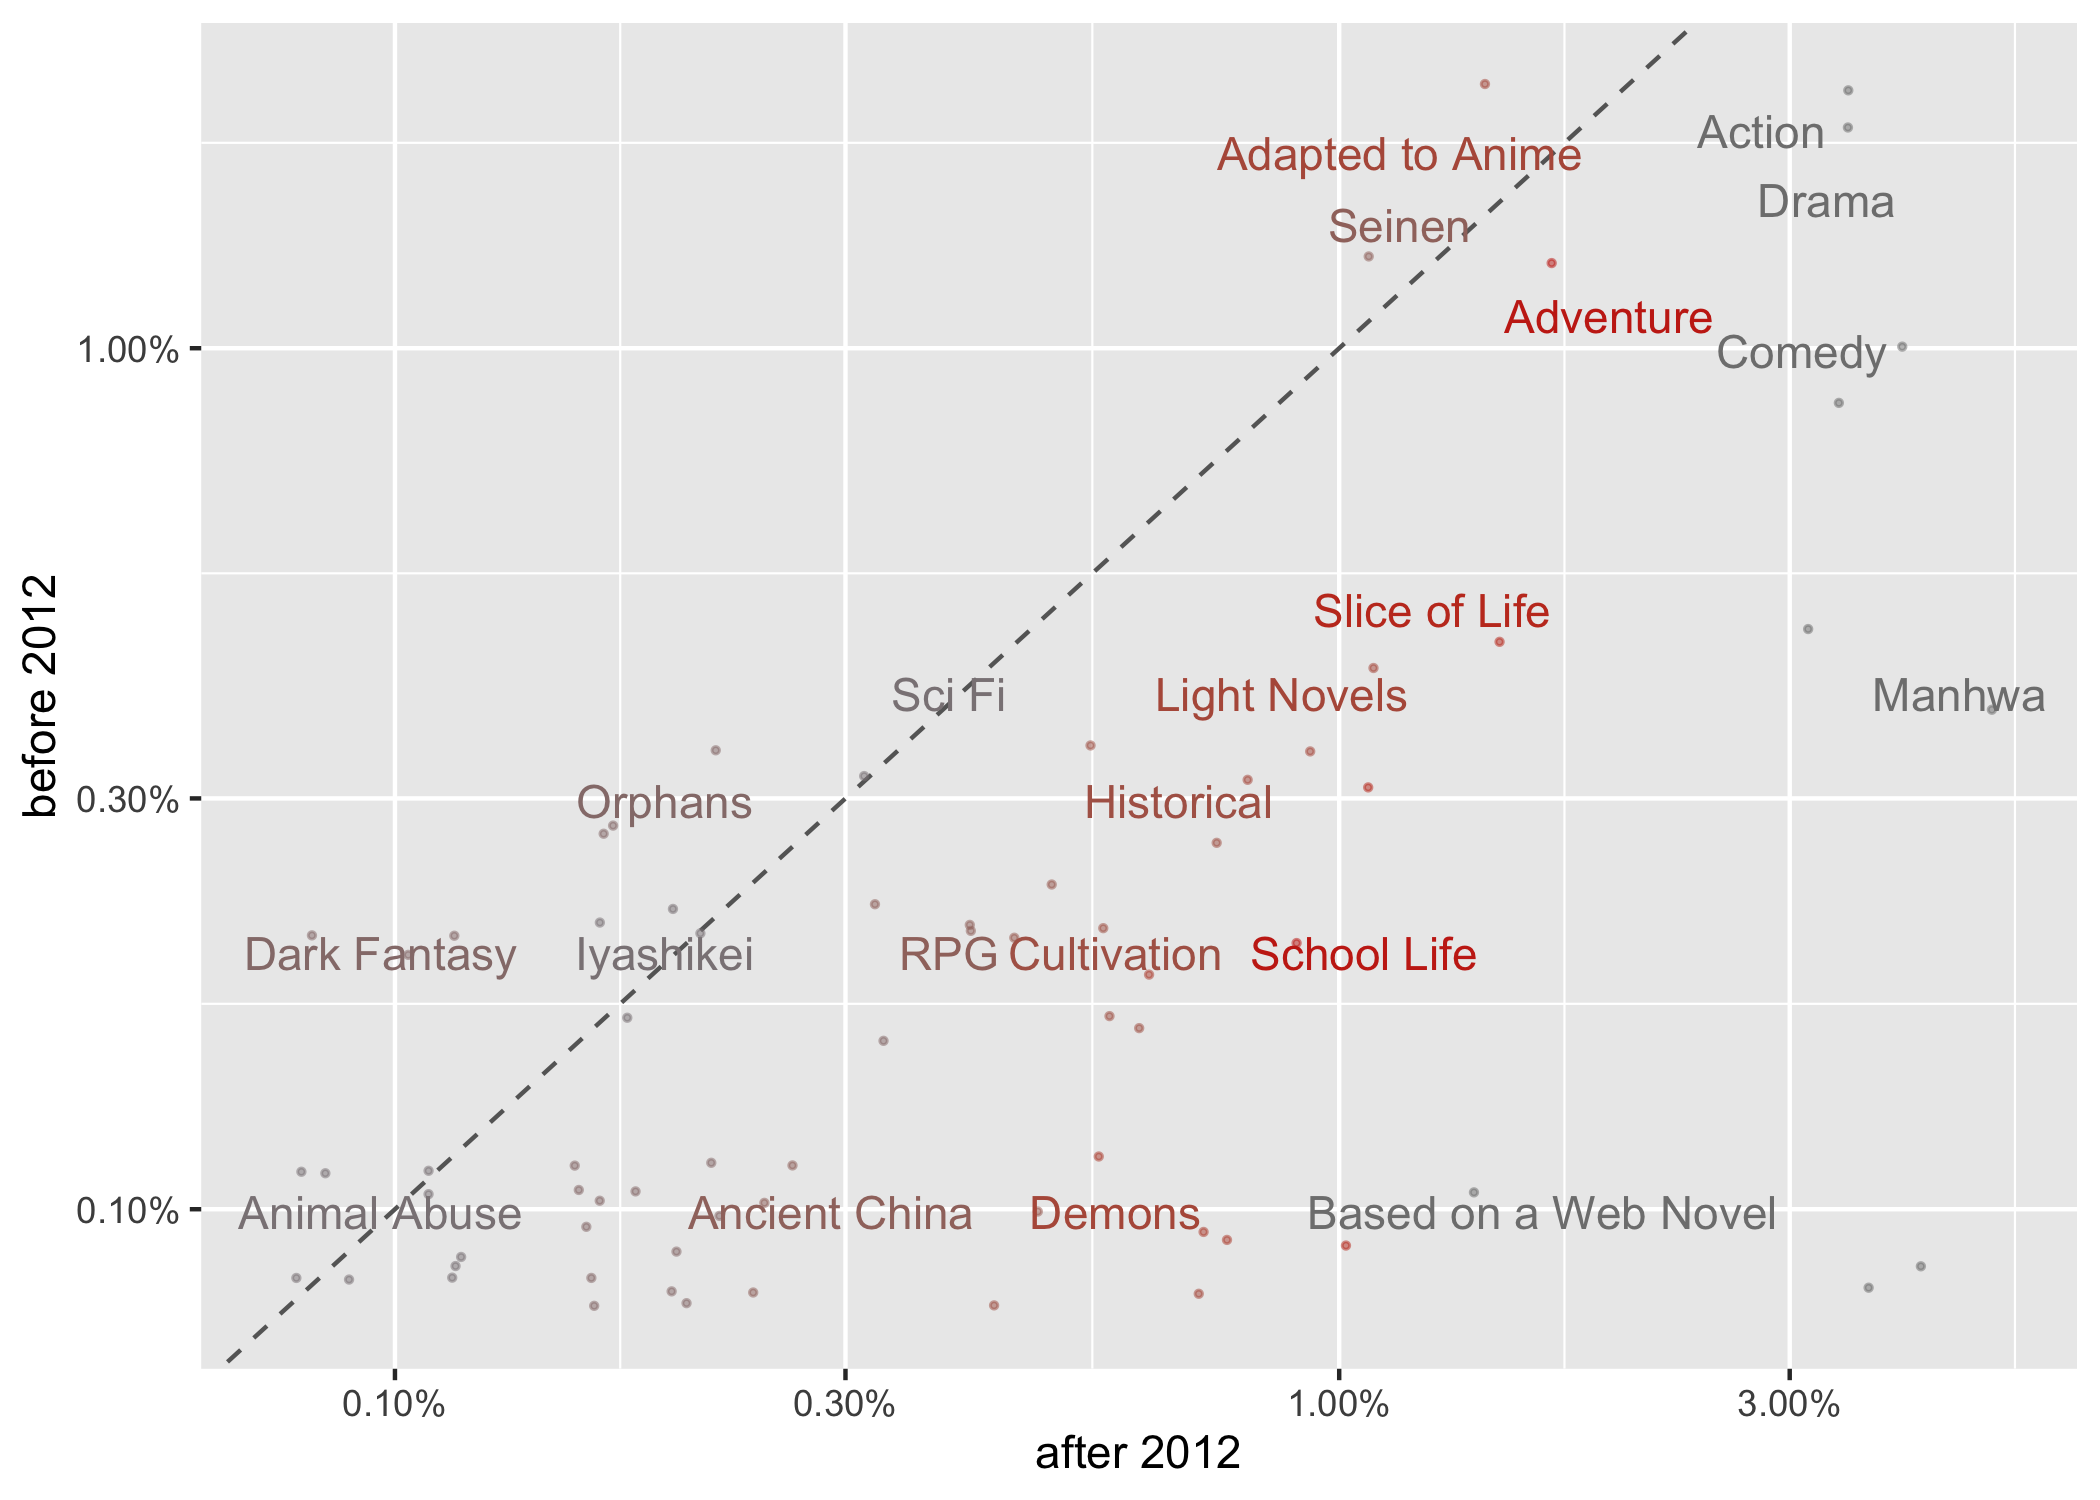 Action
Adapted to Anime
Drama
Seinen
Adventure
1.00%
Comedy
Slice of Life
Sci Fi
Light Novels
Manhwa
before 2012
0.30%
Orphans
Historical
Dark Fantasy
Iyashikei
RPG
Cultivation
School Life
0.10%
Animal Abuse
Ancient China
Demons
Based on a Web Novel
0.10%
0.30%
1.00%
3.00%
after 2012